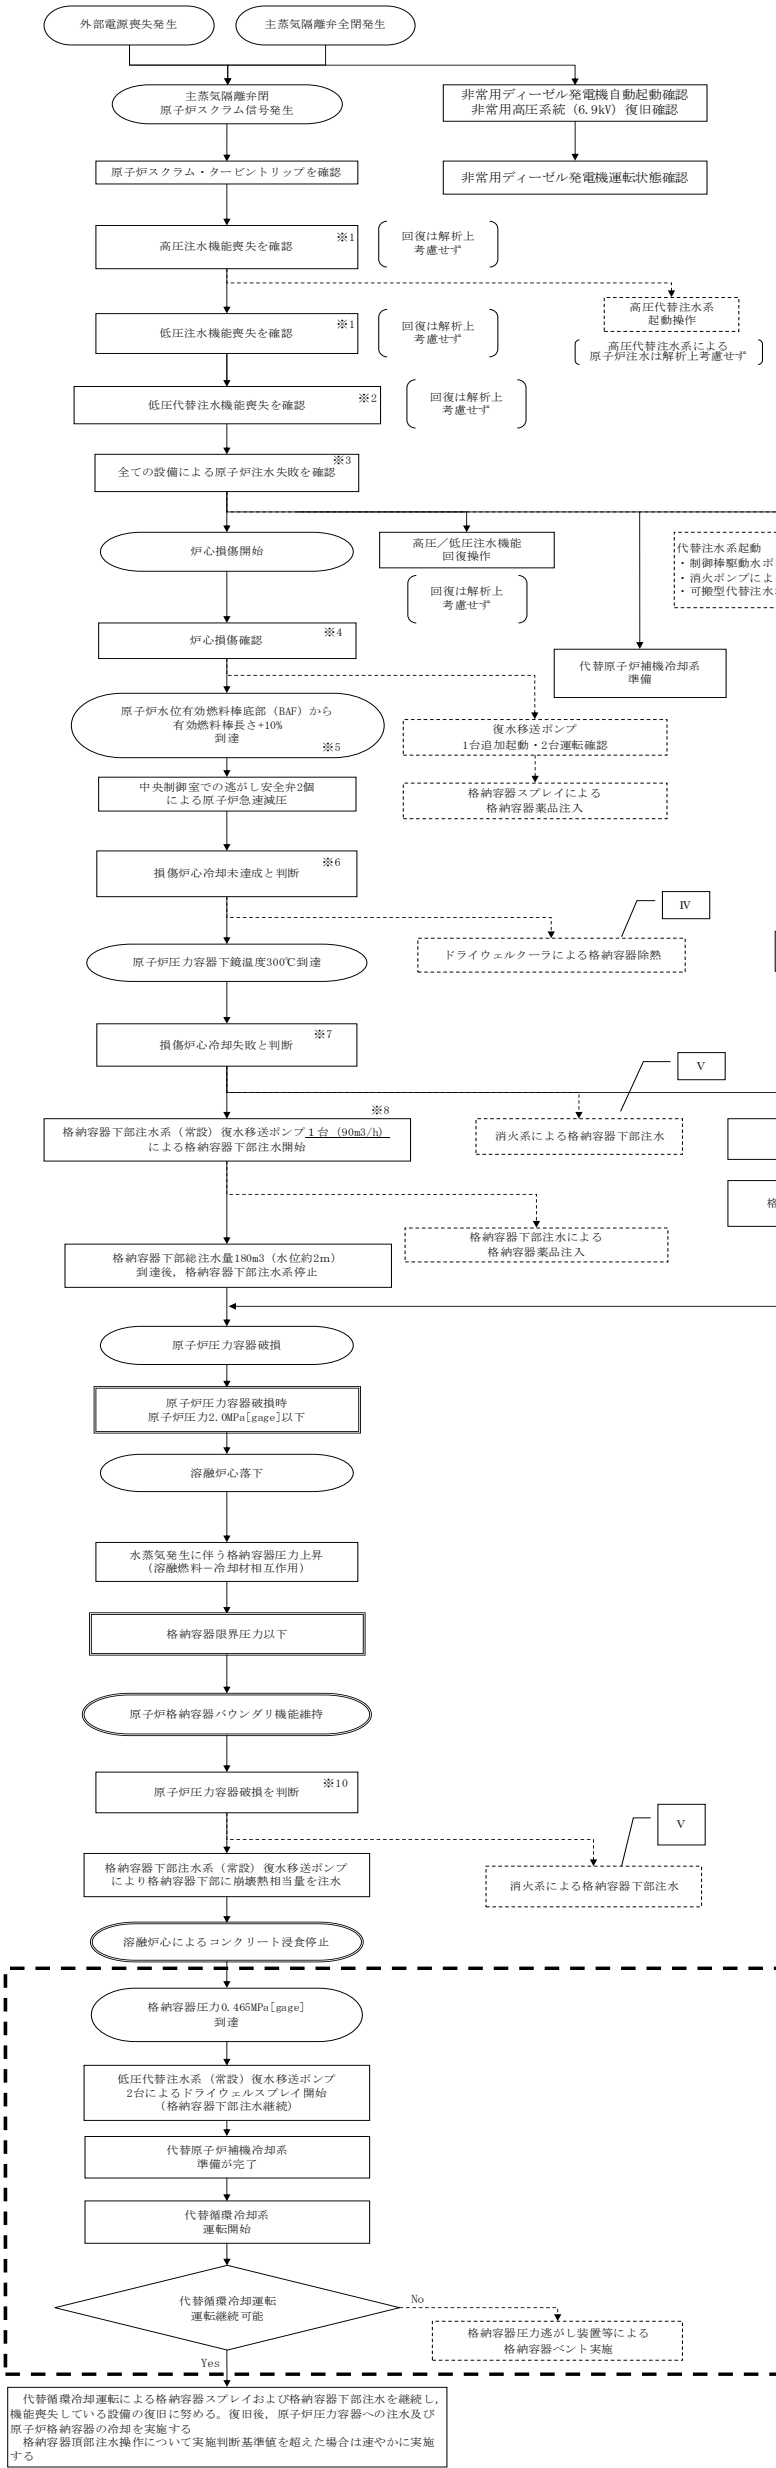 外部電源喪失発生
主蒸気隔離弁全閉発生
主蒸気隔離弁閉
原子炉スクラム信号発生
非常用ディーゼル発電機自動起動確認
非常用高圧系統（6.9kV）復旧確認
原子炉スクラム・タービントリップを確認
非常用ディーゼル発電機運転状態確認
※1
高圧注水機能喪失を確認
回復は解析上
考慮せず
高圧代替注水系
起動操作
高圧代替注水系による
原子炉注水は解析上考慮せず
※1
低圧注水機能喪失を確認
回復は解析上
考慮せず
※2
低圧代替注水機能喪失を確認
回復は解析上
考慮せず
※3
全ての設備による原子炉注水失敗を確認
炉心損傷開始
高圧／低圧注水機能
回復操作
回復は解析上
考慮せず
代替注水系起動
・制御棒駆動水ポ
・消火ポンプによ
・可搬型代替注水
※4
炉心損傷確認
代替原子炉補機冷却系
準備
原子炉水位有効燃料棒底部（BAF）から
有効燃料棒長さ+10%
到達
※5
復水移送ポンプ
1台追加起動・2台運転確認
中央制御室での逃がし安全弁2個
による原子炉急速減圧
格納容器スプレイによる
格納容器薬品注入
※6
損傷炉心冷却未達成と判断
Ⅳ
ドライウェルクーラによる格納容器除熱
原子炉圧力容器下鏡温度300℃到達
※7
損傷炉心冷却失敗と判断
Ⅴ
※8
格納容器下部注水系（常設）復水移送ポンプ1台（90m3/h）
による格納容器下部注水開始
消火系による格納容器下部注水
格
格納容器下部注水による
格納容器薬品注入
格納容器下部総注水量180m3（水位約2m）
到達後，格納容器下部注水系停止
原子炉圧力容器破損
原子炉圧力容器破損時
原子炉圧力2.0MPa[gage]以下
溶融炉心落下
水蒸気発生に伴う格納容器圧力上昇
（溶融燃料－冷却材相互作用）
格納容器限界圧力以下
原子炉格納容器バウンダリ機能維持
※10
原子炉圧力容器破損を判断
Ⅴ
格納容器下部注水系（常設）復水移送ポンプ
により格納容器下部に崩壊熱相当量を注水
消火系による格納容器下部注水
溶融炉心によるコンクリート浸食停止
格納容器圧力0.465MPa[gage]
到達
低圧代替注水系（常設）復水移送ポンプ
2台によるドライウェルスプレイ開始
（格納容器下部注水継続）
代替原子炉補機冷却系
準備が完了
代替循環冷却系
運転開始
代替循環冷却運転
運転継続可能
No
格納容器圧力逃がし装置等による
格納容器ベント実施
Yes
代替循環冷却運転による格納容器スプレイおよび格納容器下部注水を継続し，
機能喪失している設備の復旧に努める。復旧後，原子炉圧力容器への注水及び
原子炉格納容器の冷却を実施する
格納容器頂部注水操作について実施判断基準値を超えた場合は速やかに実施
する